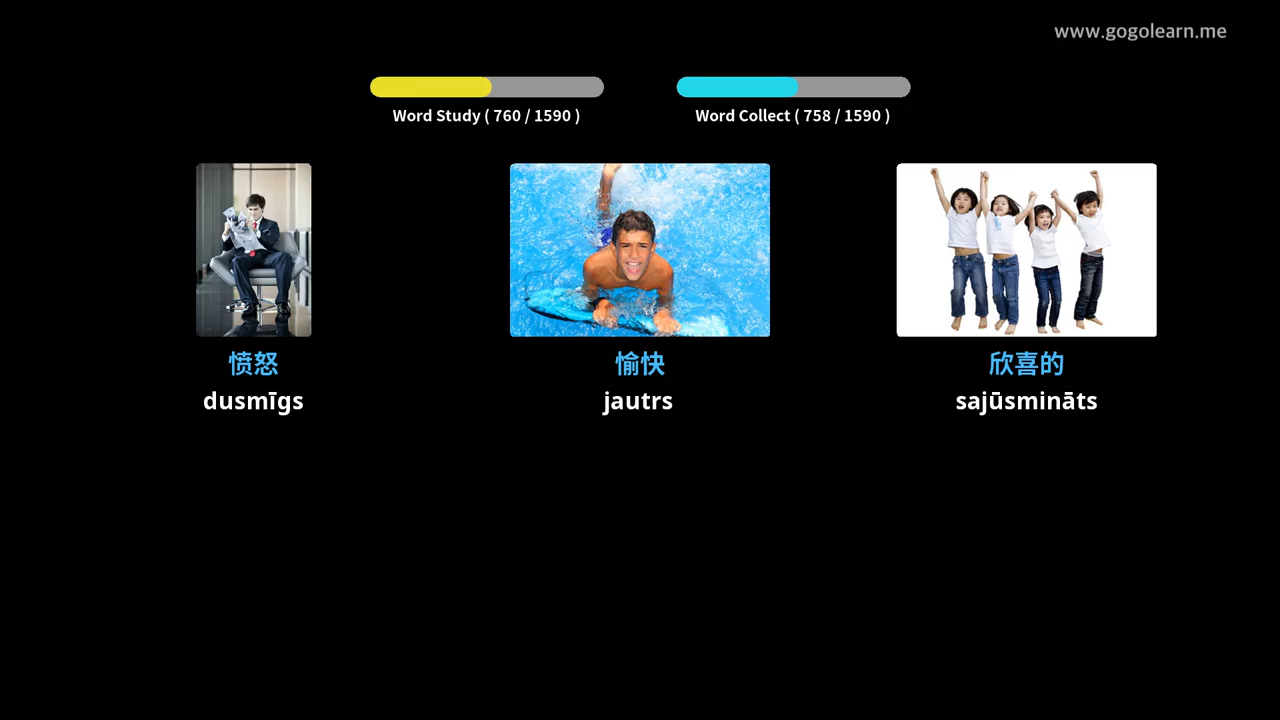 www.gogolearn.me
Word Study ( 760 / 1590 )
Word Collect ( 758 / 1590 )
愤怒
愉快
欣喜的
dusmīgs
jautrs
sajūsmināts